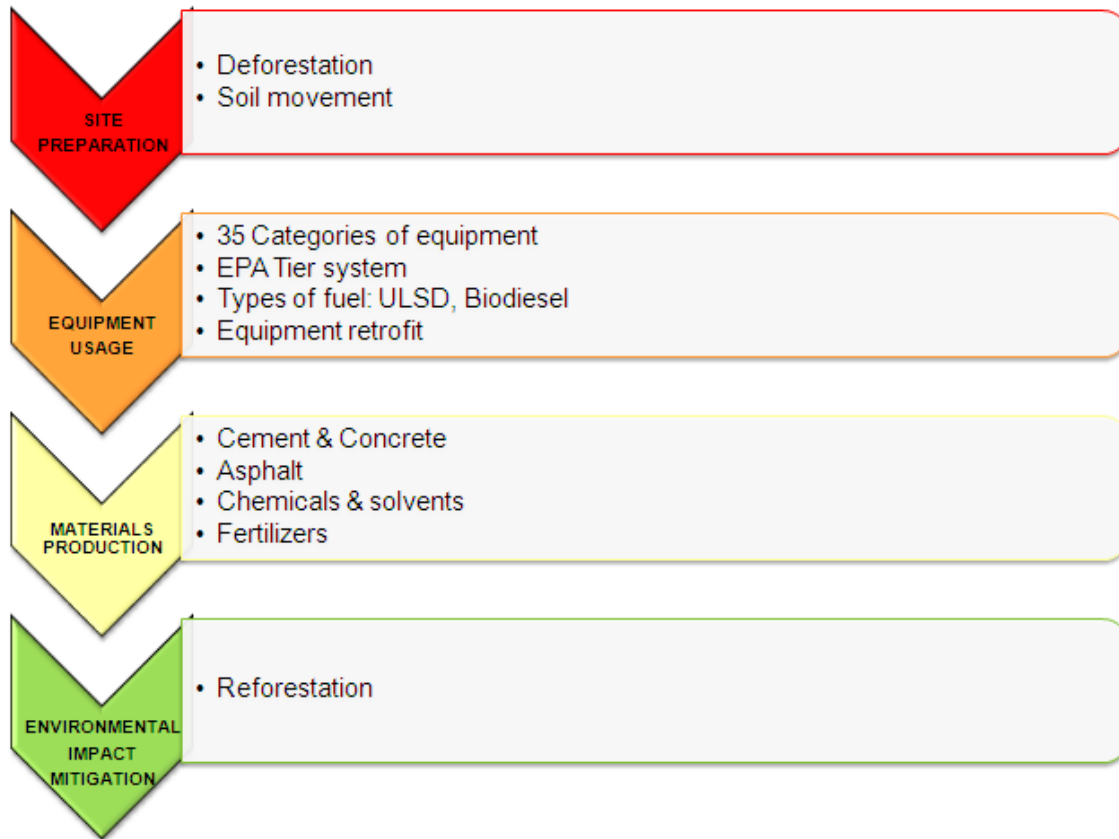 SITE
PREPARATION
• Deforestation
• Soil movement
EQUIPMENT
USAGE
• 35 Categories of equipment
• EPA Tier system
• Types of fuel: ULSD, Biodiesel
• Equipment retrofit
MATERIALS
PRODUCTION
• Cement & Concrete
• Asphalt
• Chemicals & solvents
• Fertilizers
ENVIRONMENTAL
IMPACT
MITIGATION
• Reforestation